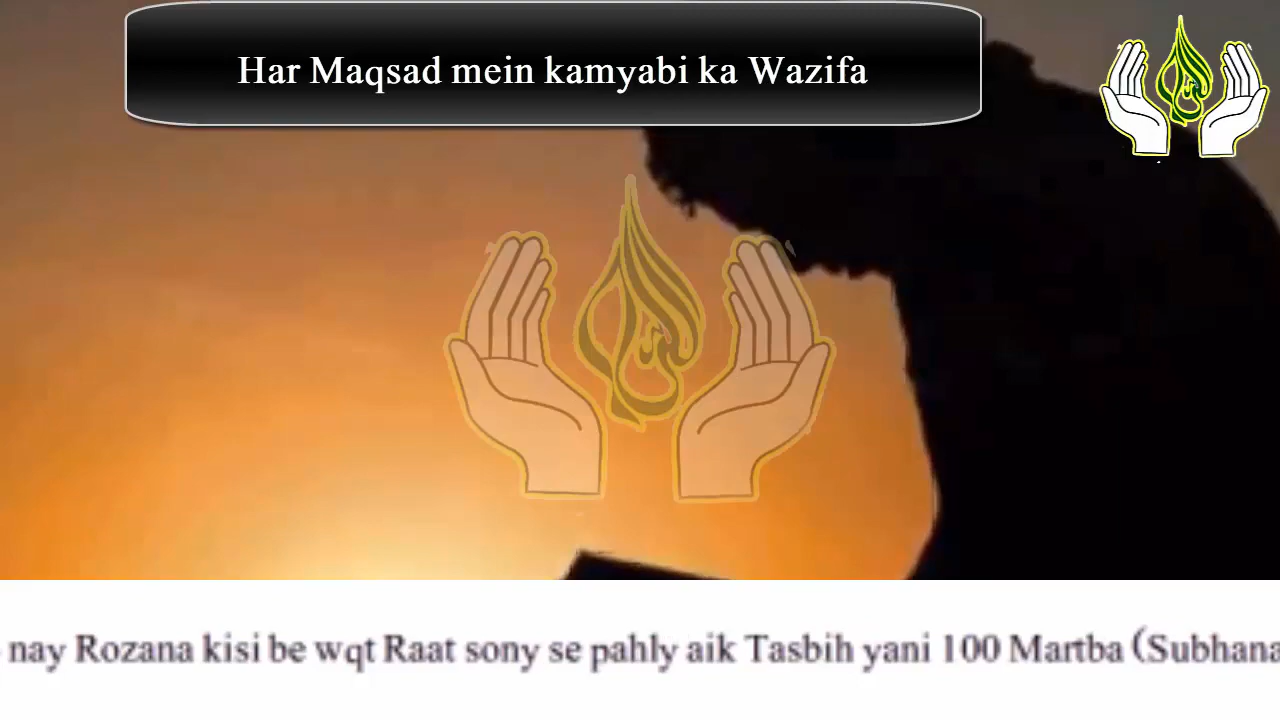 Har Maqsad mein kamyabi ka Wazifa
nay Rozana kisi be wqt Raat sony se pahly aik Tasbih yani 100 Martba (Subhana